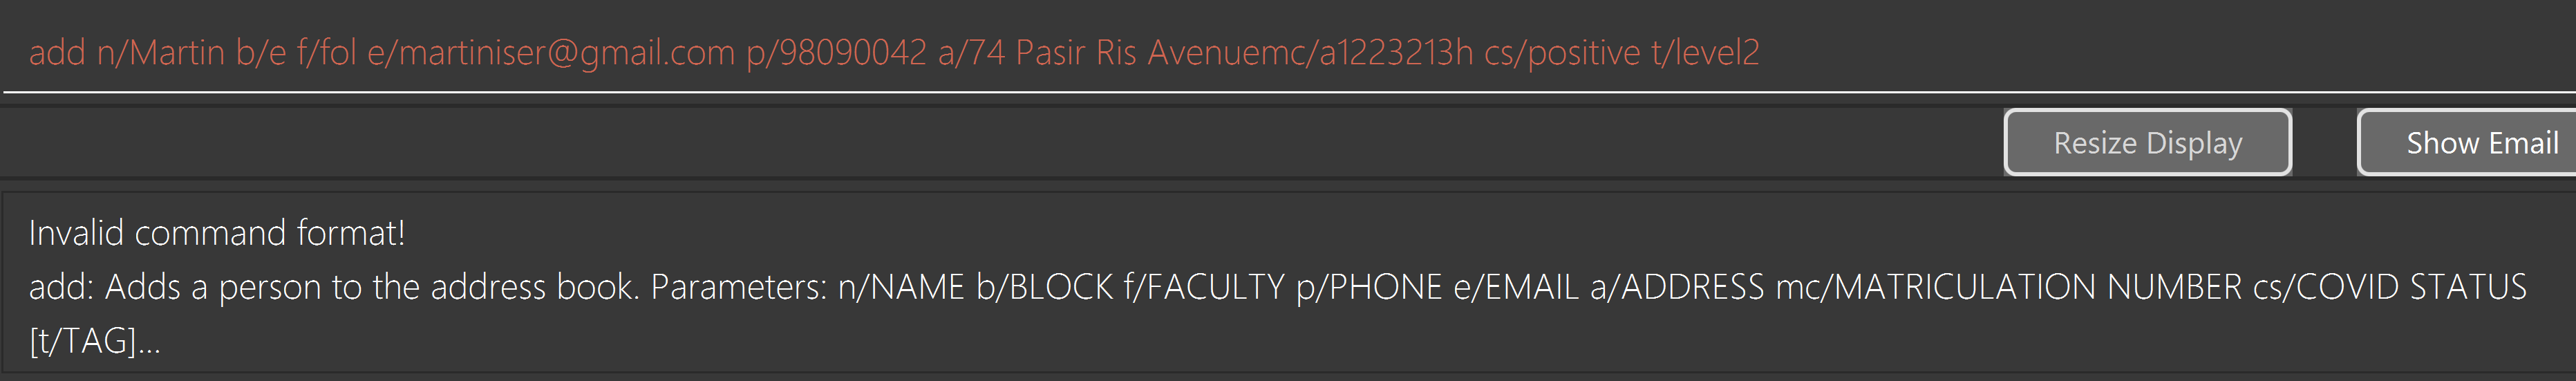 add n/Martin b/e f/fol e/martiniser@gmail.com p/98090042 a/74 Pasir Ris Avenuemc/a1223213h cs/positive t/level2
Resize Display
Show Email
Invalid command format!
add: Adds a person to the address book. Parameters: n/NAME b/BLOCK f/FACULTY p/PHONE e/EMAIL a/ADDRESS mc/MATRICULATION NUMBER cs/COVID STATUS
[t/TAG]...